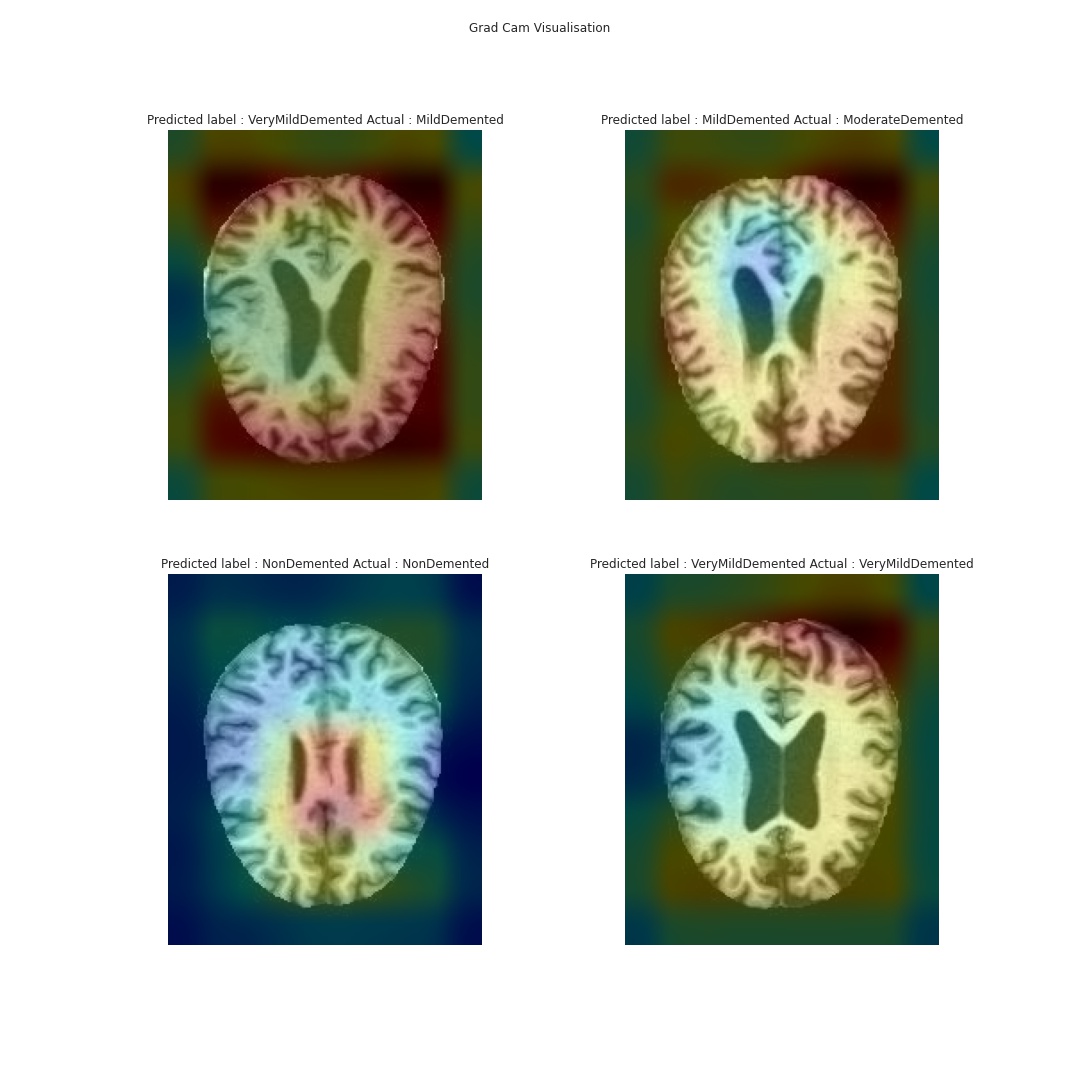 Grad Cam Visualisation
Predicted label : VeryMildDemented Actual : MildDemented
Predicted label : MildDemented Actual : ModerateDemented
Predicted label : NonDemented Actual : NonDemented
Predicted label : VeryMildDemented Actual : VeryMildDemented